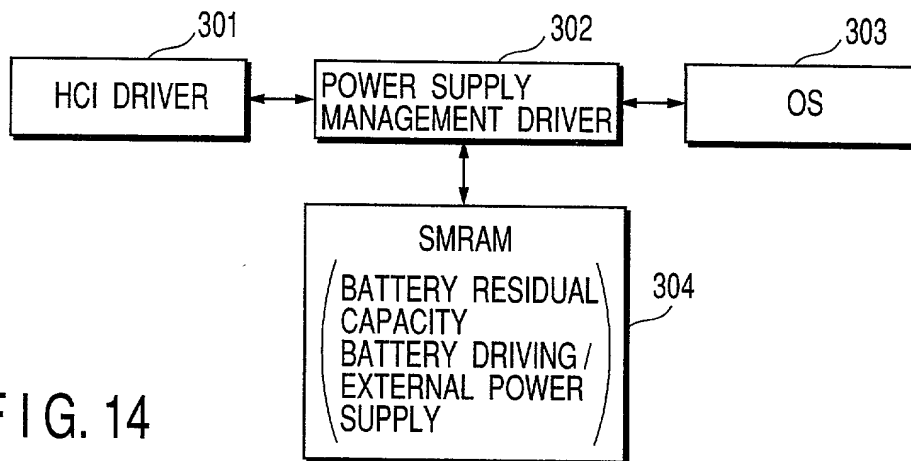 301
302
303
HCI DRIVER
POWER SUPPLY
MANAGEMENT DRIVER
OS
SMRAM
304
BATTERY RESIDUAL
CAPACITY
BATTERY DRIVING /
EXTERNAL POWER
SUPPLY
FIG. 14